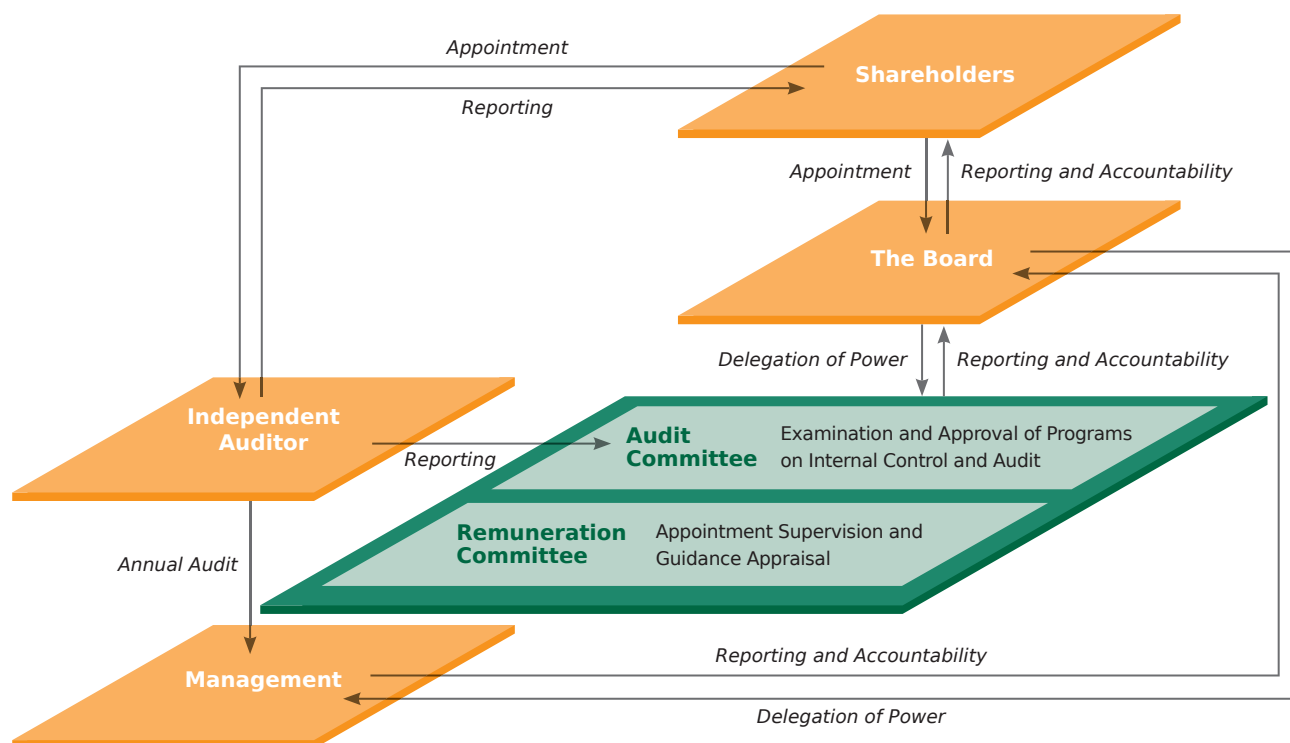 Appointment
Shareholders
Reporting
Appointment
Reporting and Accountability
The Board
Delegation of Power
Reporting and Accountability
Independent
Auditor
Reporting
Audit
Committee
Examination and Approval of Programs
on Internal Control and Audit
Remuneration
Committee
Appointment Supervision and
Guidance Appraisal
Annual Audit
Management
Reporting and Accountability
Delegation of Power